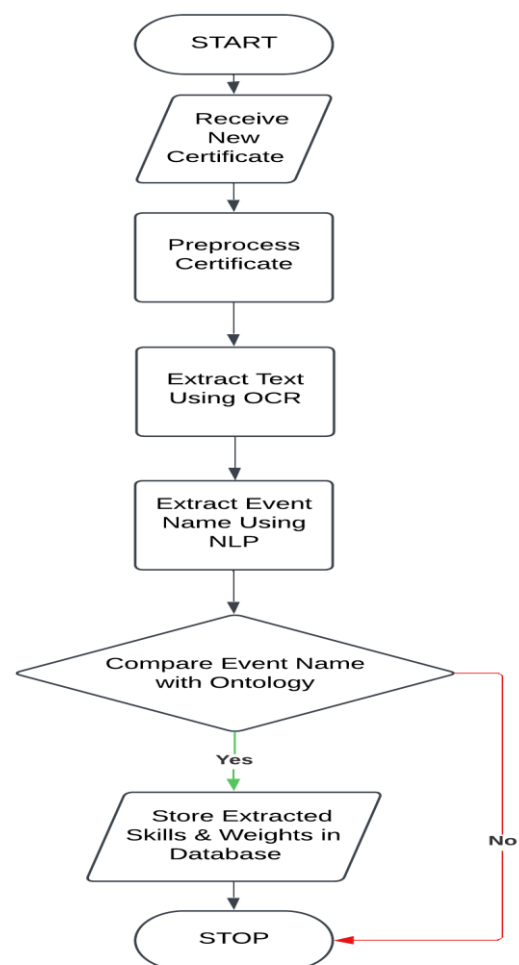 START
Receive
New
Certificate
Preprocess
Certificate
Extract Text
Using OCR
Extract Event
Name Using
NLP
Compare Event Name
with Ontology
Yes
Store Extracted
Skills & Weights in
Database
No
STOP